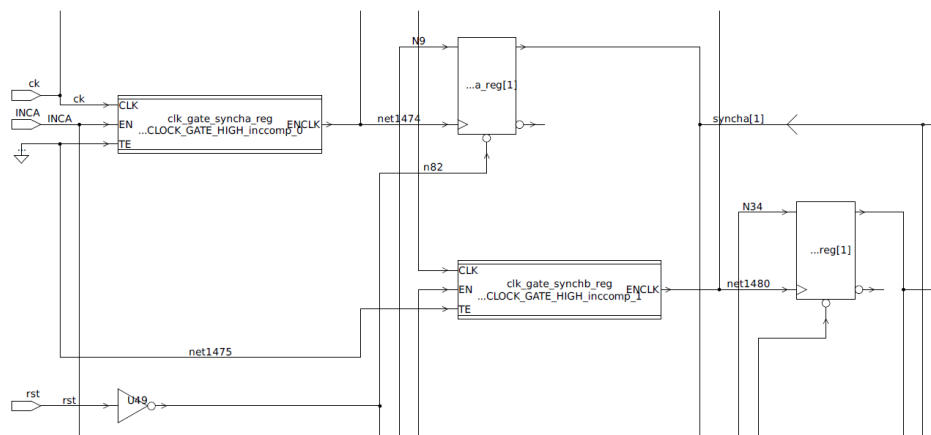 N9
ck
ck
CLK
...a_reg[1]
INCA
INCA
EN
clk_gate_syncha_reg
...CLOCK_GATE_HIGH_inccomp_0
ENCLK
net1474
syncha[1]
...
TE
n82
N34
...reg[1]
CLK
EN
clk_gate_synchb_reg
...CLOCK_GATE_HIGH_inccomp_1
ENCLK
net1480
TE
net1475
rst
rst
U49